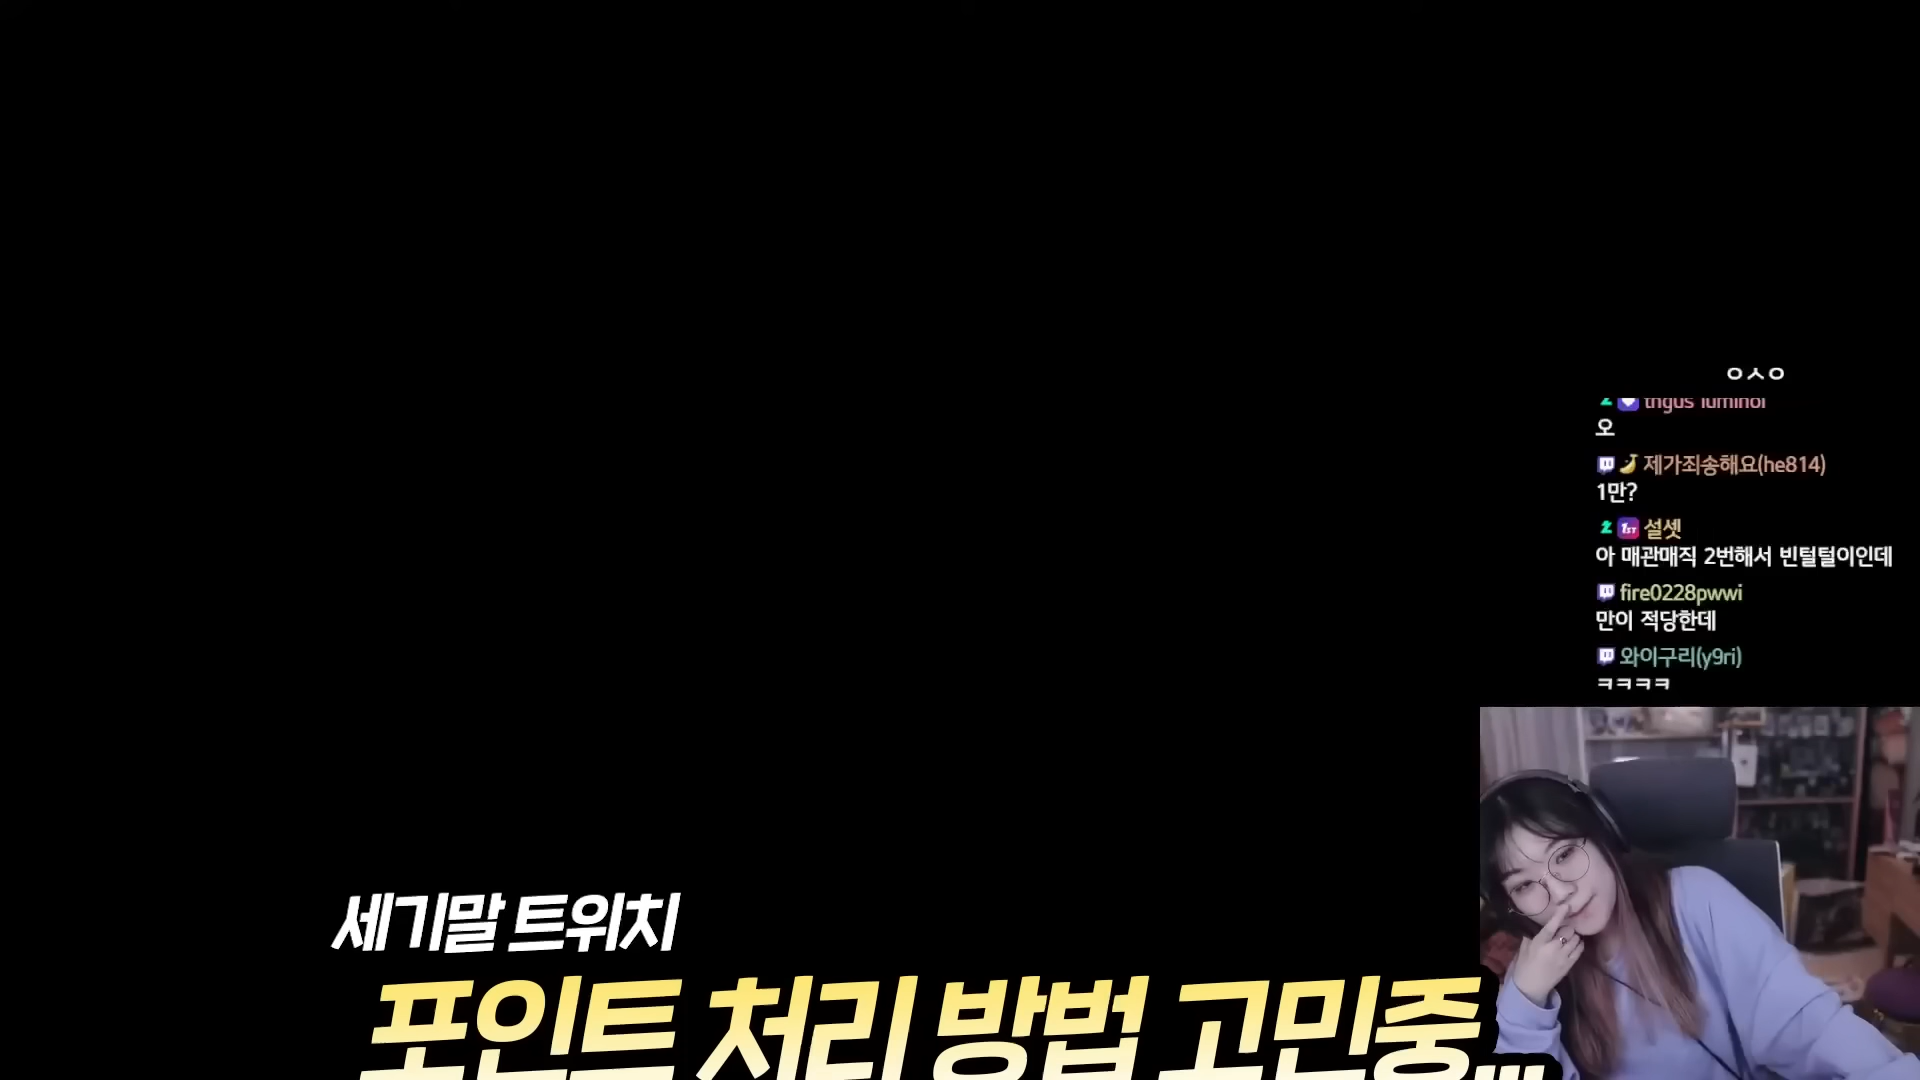 ㅇㅅㅇ
오
제가죄송해요(he814)
1만?
설셋
아 매관매직 2번해서 빈털털이인데
fire0228pwwi
만이 적당한데
와이구리(y9ri)
ㅋㅋㅋㅋ
세기말 트위치
포인트 처리 방법 고민중...